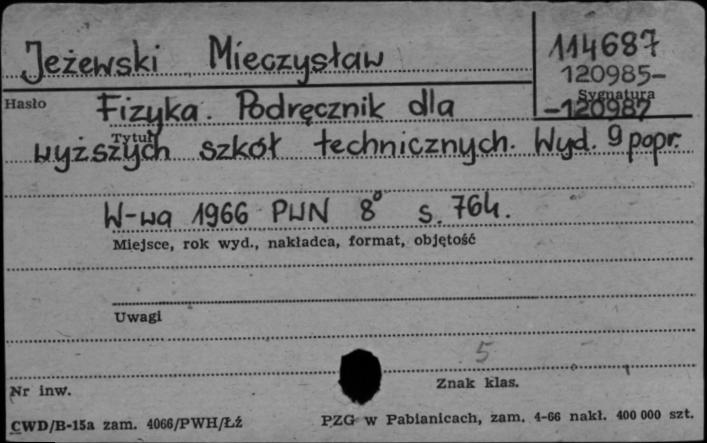 Jeżewski Mieczysław
114687
120985-
Hasło
Sygnatura
-120987
Fizyka. Podręcznik dla
Tytuł
wyższych szkół technicznych. Wyd. 9 popr.
W-wa 1966 PWN 8° s. 764.
Miejsce, rok wyd., nakładca, format, objętość
Uwagi
5
Nr inw.
Znak klas.
CWD/B-15a zam. 4066/PWH/Łź
PZG w Pabianicach, zam. 4-66 nakł. 400 000 szt.